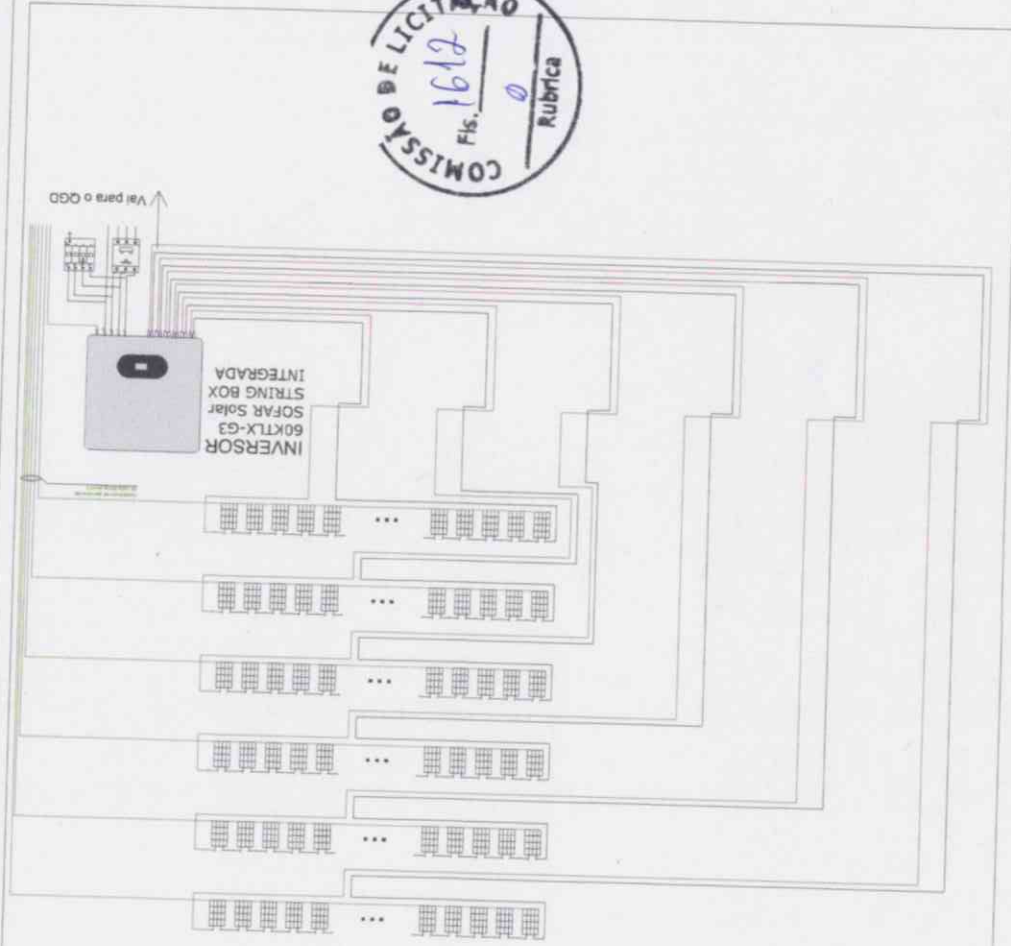 COMISSÃO DE LICITAÇÃO
Fls. 1612
Rubrica
Vai para o QGD
INVERSOR
60KTLX-G3
SOFAR Solar
STRING BOX
INTEGRADA